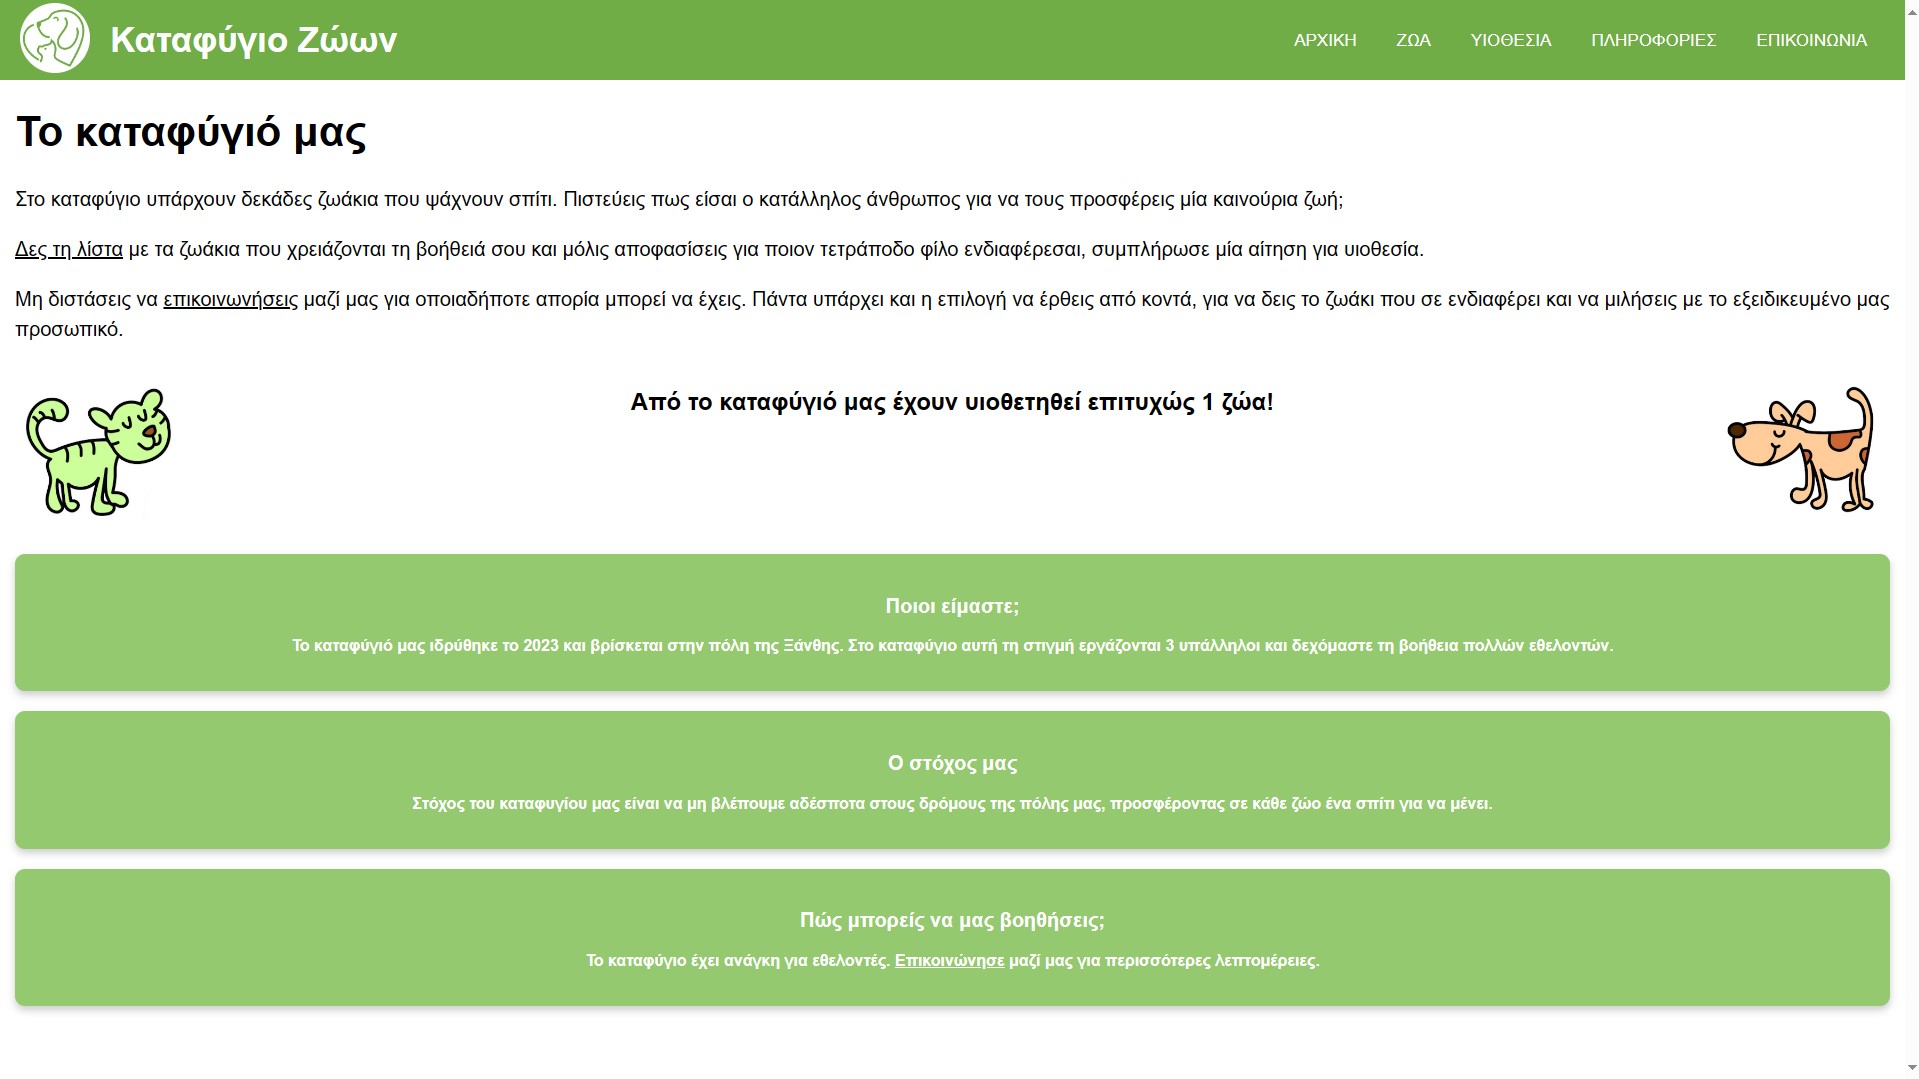 Καταφύγιο Ζώων
ΑΡΧΙΚΗ ΖΩΑ ΥΙΟΘΕΣΙΑ ΠΛΗΡΟΦΟΡΙΕΣ ΕΠΙΚΟΙΝΩΝΙΑ
Το καταφύγιό μας
Στο καταφύγιο υπάρχουν δεκάδες ζωάκια που ψάχνουν σπίτι. Πιστεύεις πως είσαι ο κατάλληλος άνθρωπος για να τους προσφέρεις μία καινούρια ζωή;
Δες τη λίστα με τα ζωάκια που χρειάζονται τη βοήθειά σου και μόλις αποφασίσεις για ποιον τετράποδο φίλο ενδιαφέρεσαι, συμπλήρωσε μία αίτηση για υιοθεσία.
Μη διστάσεις να επικοινωνήσεις μαζί μας για οποιαδήποτε απορία μπορεί να έχεις. Πάντα υπάρχει και η επιλογή να έρθεις από κοντά, για να δεις το ζωάκι που σε ενδιαφέρει και να μιλήσεις με το εξειδικευμένο μας
προσωπικό.
Από το καταφύγιό μας έχουν υιοθετηθεί επιτυχώς 1 ζώα!
Ποιοι είμαστε;
Το καταφύγιό μας ιδρύθηκε το 2023 και βρίσκεται στην πόλη της Ξάνθης. Στο καταφύγιο αυτή τη στιγμή εργάζονται 3 υπάλληλοι και δεχόμαστε τη βοήθεια πολλών εθελοντών.
Ο στόχος μας
Στόχος του καταφυγίου μας είναι να μη βλέπουμε αδέσποτα στους δρόμους της πόλης μας, προσφέροντας σε κάθε ζώο ένα σπίτι για να μένει.
Πώς μπορείς να μας βοηθήσεις;
Το καταφύγιο έχει ανάγκη για εθελοντές. Επικοινώνησε μαζί μας για περισσότερες λεπτομέρειες.